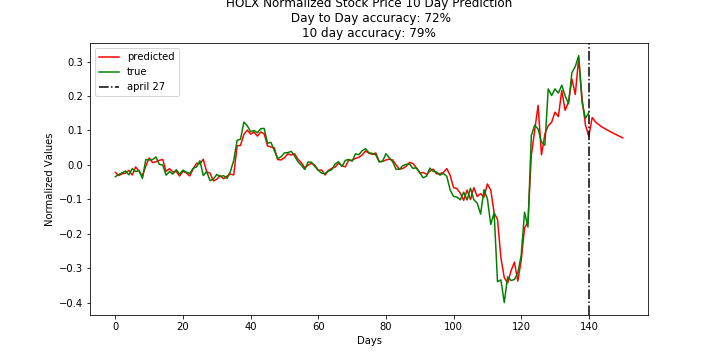 HOLX Normalized Stock Price 10 Day Prediction
Day to Day accuracy: 72%
10 day accuracy: 79%
predicted
true
april 27
Normalized Values
0.3
0.2
0.1
0.0
−0.1
−0.2
−0.3
−0.4
0
20
40
60
80
100
120
140
Days